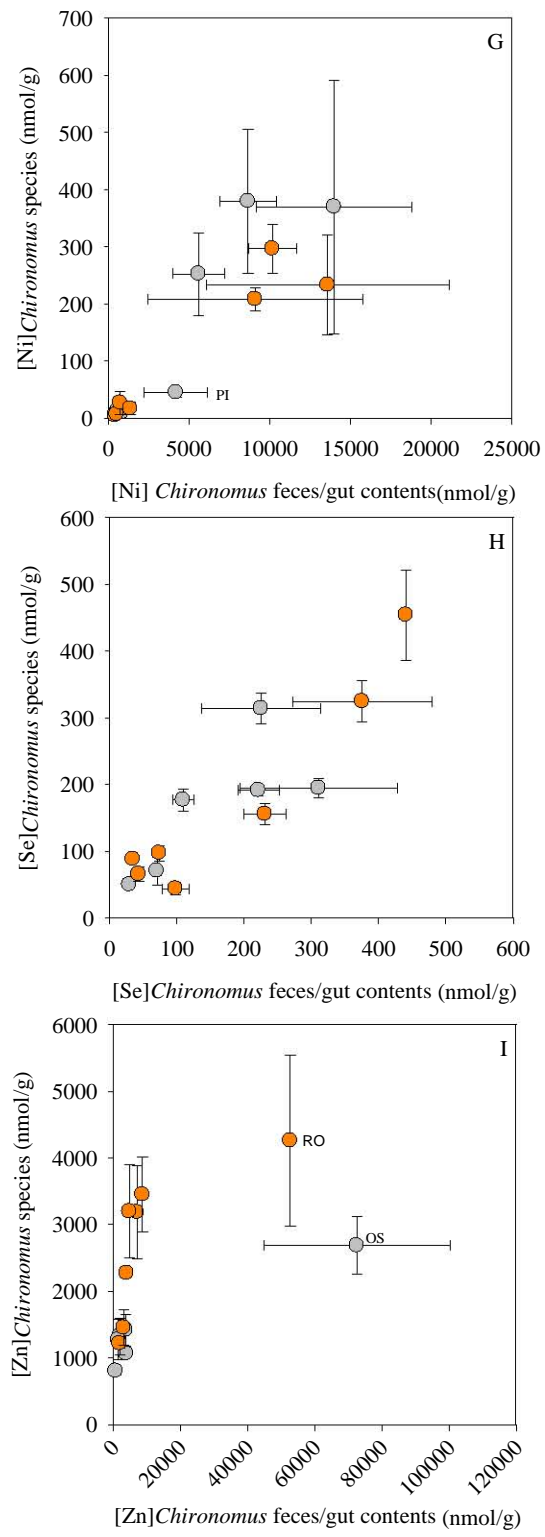 G
700
600
500
400
300
200
100
0
[Ni]Chironomus species (nmol/g)
PI
0 5000 10000 15000 20000 25000
[Ni] Chironomus feces/gut contents(nmol/g)
H
600
500
400
300
200
100
0
[Se]Chironomus species (nmol/g)
0 100 200 300 400 500 600
[Se]Chironomus feces/gut contents (nmol/g)
I
6000
5000
4000
3000
2000
1000
0
[Zn]Chironomus species (nmol/g)
RO
OS
0 20000 40000 60000 80000 100000 120000
[Zn]Chironomus feces/gut contents (nmol/g)